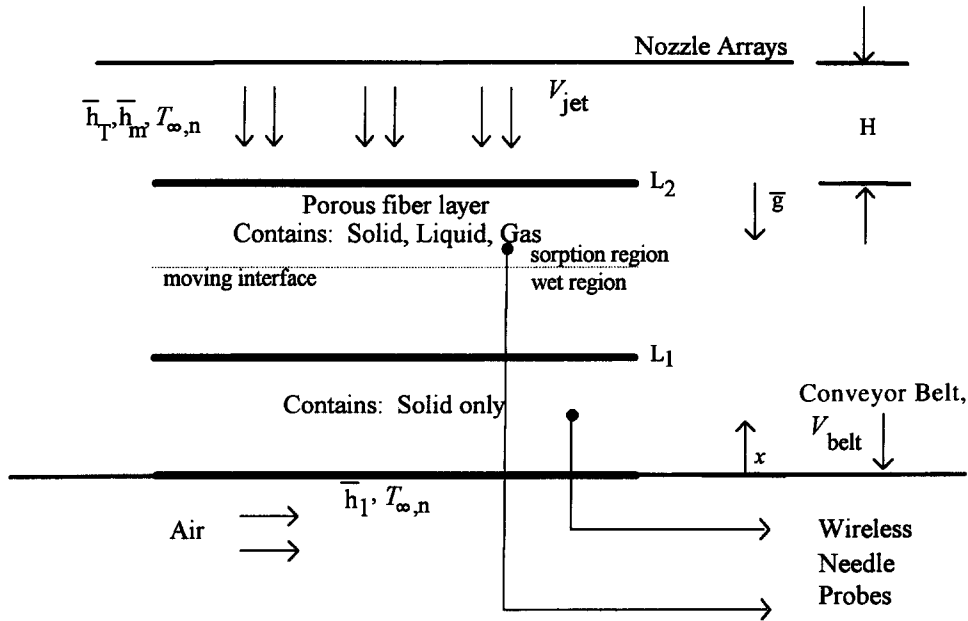 Nozzle Arrays
h̅T, h̅m, T∞,n
Vjet
H
L2
Porous fiber layer
g̅
Contains: Solid, Liquid, Gas
sorption region
moving interface
wet region
L1
Contains: Solid only
Conveyor Belt,
Vbelt
x
h̅1, T∞,n
Air
Wireless
Needle
Probes